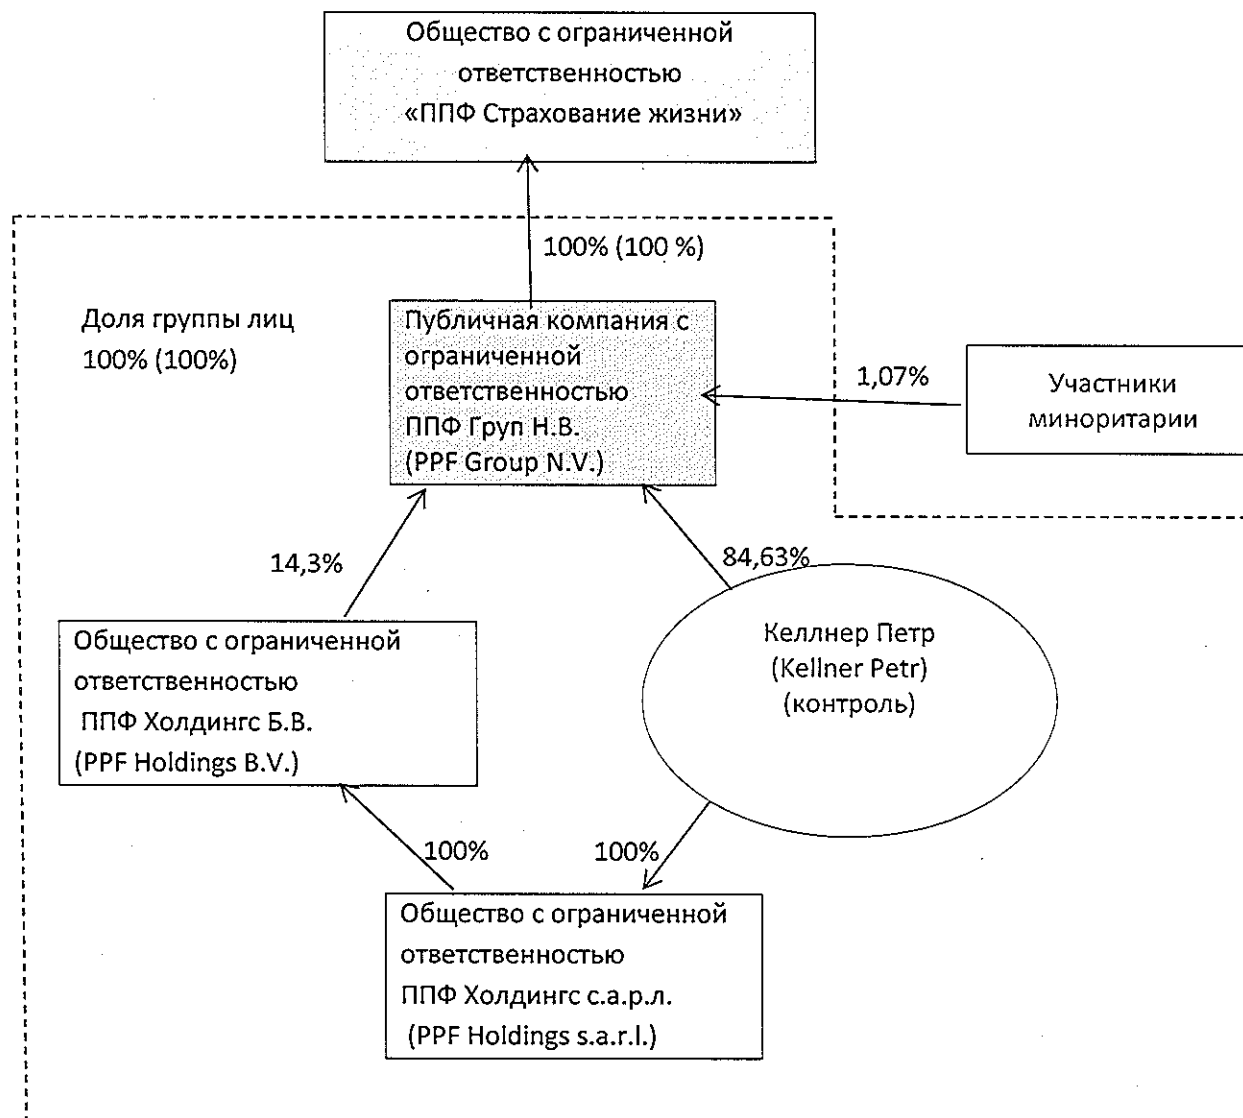 Общество с ограниченной
ответственностью
«ППФ Страхование жизни»
100% (100 %)
Доля группы лиц
100% (100%)
Публичная компания с
ограниченной
ответственностью
ППФ Груп Н.В.
(PPF Group N.V.)
1,07%
Участники
миноритарии
14,3%
84,63%
Общество с ограниченной
ответственностью
ППФ Холдингс Б.В.
(PPF Holdings B.V.)
Келлнер Петр
(Kellner Petr)
(контроль)
100%
100%
Общество с ограниченной
ответственностью
ППФ Холдингс с.а.р.л.
(PPF Holdings s.a.r.l.)